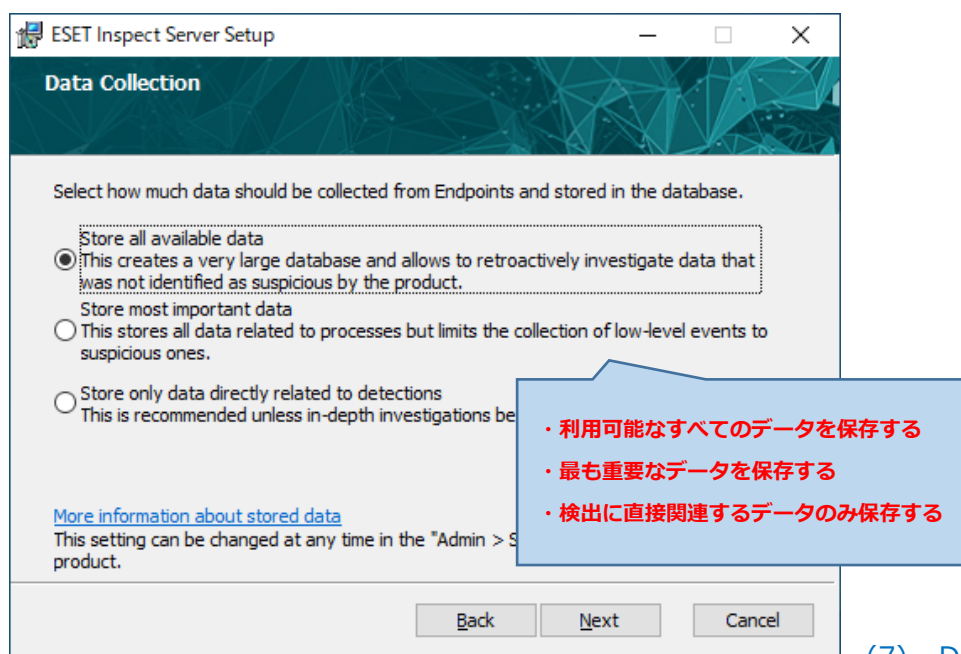 ESET Inspect Server Setup
Data Collection
Select how much data should be collected from Endpoints and stored in the database.
Store all available data
This creates a very large database and allows to retroactively investigate data that
was not identified as suspicious by the product.
Store most important data
This stores all data related to processes but limits the collection of low-level events to
suspicious ones.
Store only data directly related to detections
This is recommended unless in-depth investigations be
・利用可能なすべてのデータを保存する
・最も重要なデータを保存する
・検出に直接関連するデータのみ保存する
More information about stored data
This setting can be changed at any time in the "Admin > S
product.
Back Next Cancel
(7) D